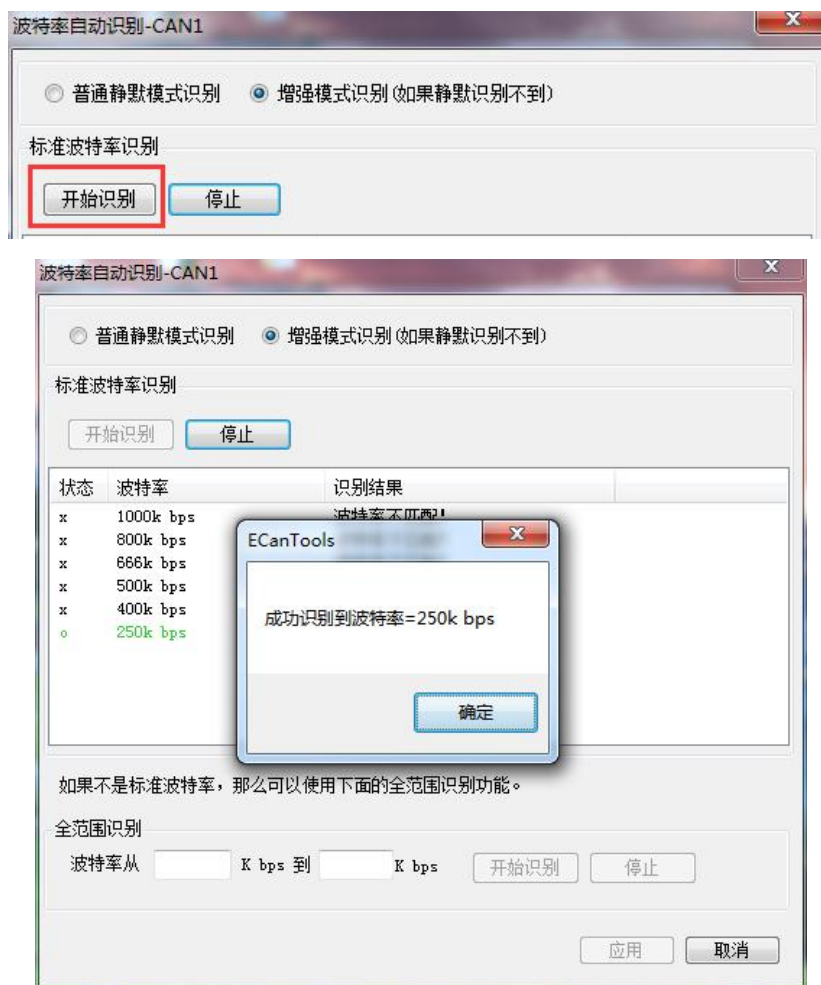 波特率自动识别-CAN1
普通静默模式识别 增强模式识别(如果静默识别不到)
标准波特率识别
开始识别 停止
波特率自动识别-CAN1
普通静默模式识别 增强模式识别(如果静默识别不到)
标准波特率识别
开始识别 停止
状态 波特率 识别结果
x 1000k bps 波特率不匹配!
x 800k bps
x 666k bps
x 500k bps
x 400k bps
o 250k bps
ECanTools
成功识别到波特率=250k bps
确定
如果不是标准波特率，那么可以使用下面的全范围识别功能。
全范围识别
波特率从 K bps 到 K bps 开始识别 停止
应用 取消